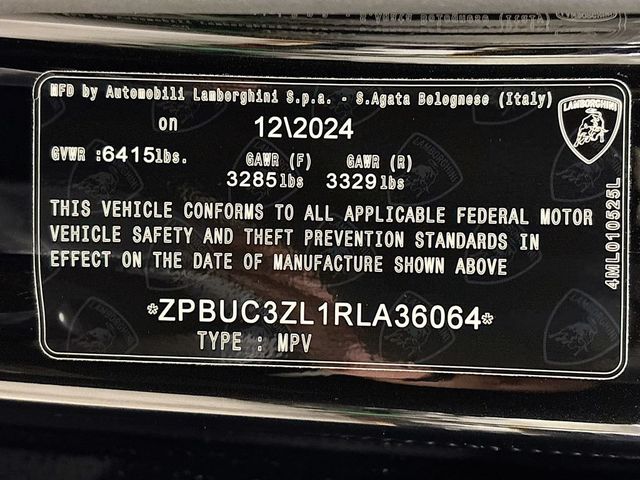 MFD by Automobili Lamborghini S.p.a. - S.Agata Bolognese (Italy)
on 12\2024
GVWR :6415lbs. GAWR (F) GAWR (R)
3285lbs 3329lbs
THIS VEHICLE CONFORMS TO ALL APPLICABLE FEDERAL MOTOR
VEHICLE SAFETY AND THEFT PREVENTION STANDARDS IN
EFFECT ON THE DATE OF MANUFACTURE SHOWN ABOVE
*ZPBUC3ZL1RLA36064*
TYPE : MPV
LAMBORGHINI
4ML010525L